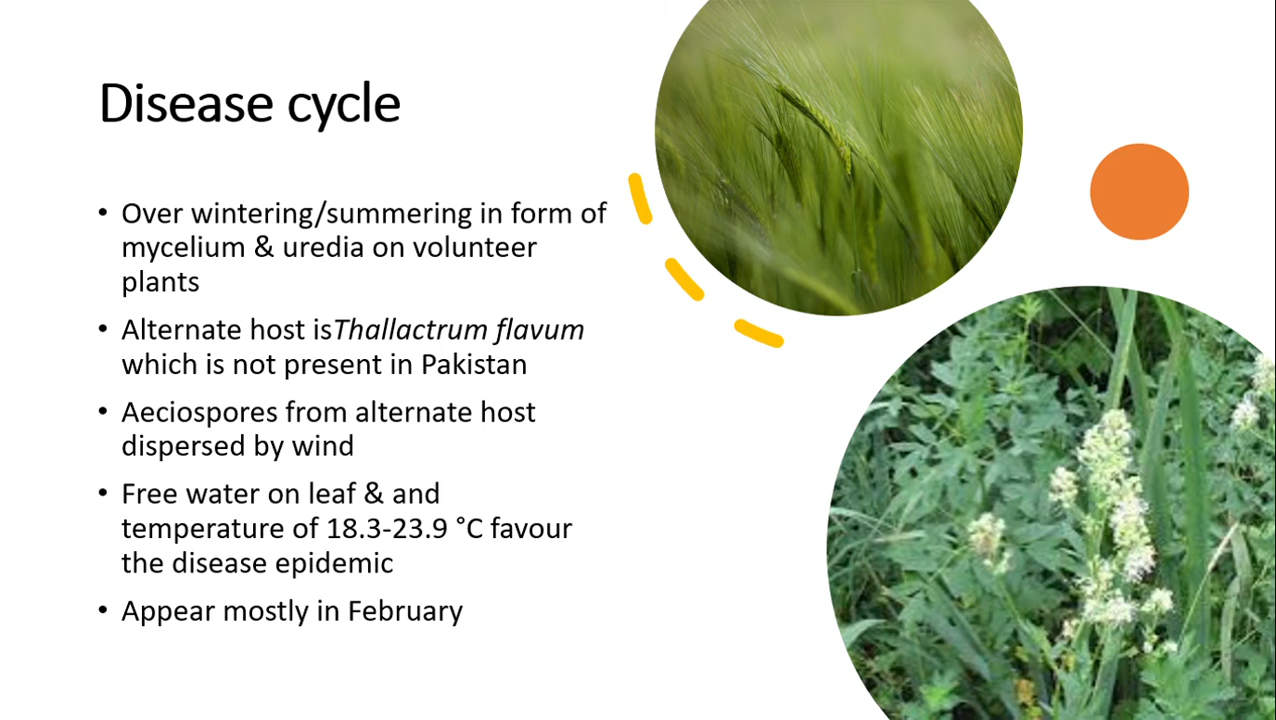 Disease cycle
• Over wintering/summering in form of
mycelium & uredia on volunteer
plants
• Alternate host isThallactrum flavum
which is not present in Pakistan
• Aeciospores from alternate host
dispersed by wind
• Free water on leaf & and
temperature of 18.3-23.9 °C favour
the disease epidemic
• Appear mostly in February